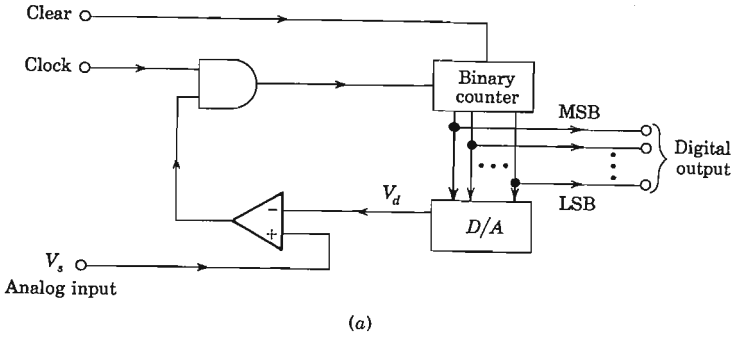 Clear
Clock
Binary
counter
MSB
Digital
output
LSB
V_d
D/A
−
+
V_s
Analog input
(a)